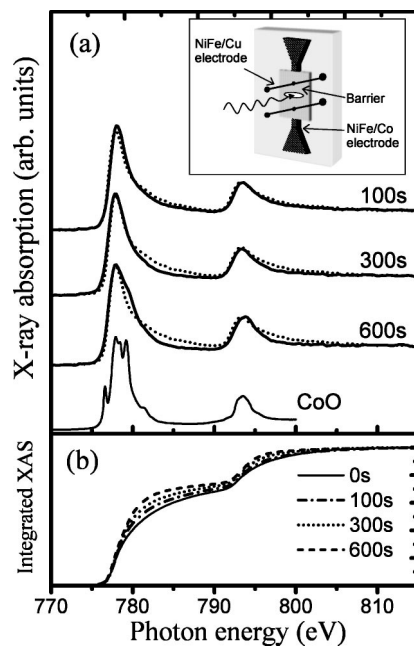 (a)
NiFe/Cu
electrode
Barrier
NiFe/Co
electrode
X-ray absorption (arb. units)
100s
300s
600s
CoO
(b)
Integrated XAS
0s
100s
300s
600s
770 780 790 800 810
Photon energy (eV)